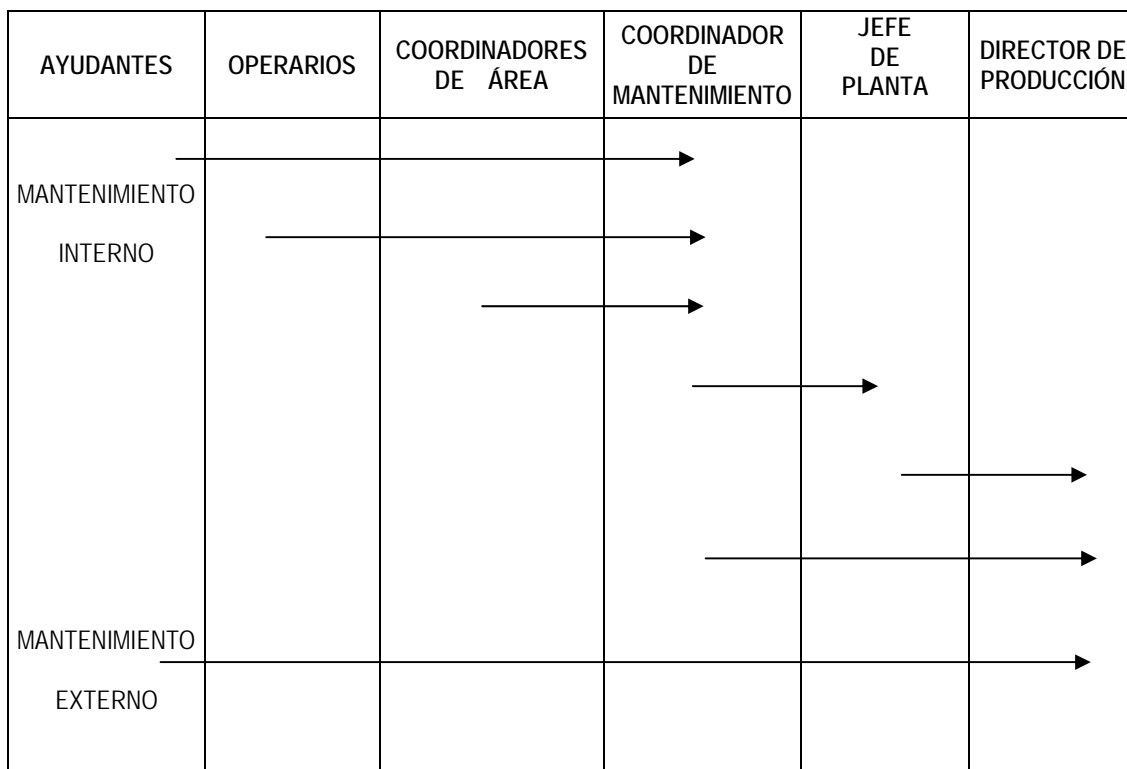 AYUDANTES
OPERARIOS
COORDINADORES
DE ÁREA
COORDINADOR
DE
MANTENIMIENTO
JEFE
DE
PLANTA
DIRECTOR DE
PRODUCCIÓN
MANTENIMIENTO
INTERNO
MANTENIMIENTO
EXTERNO